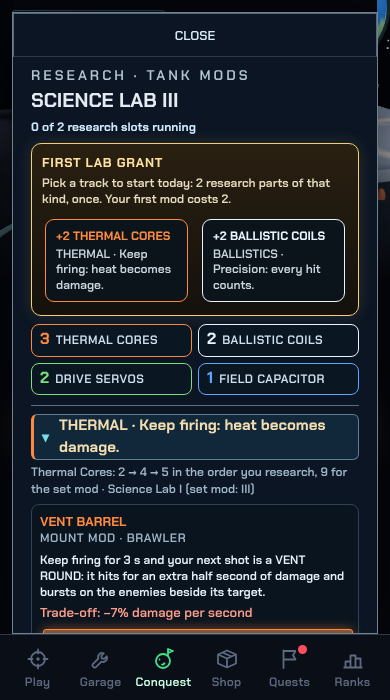 CLOSE
RESEARCH · TANK MODS
SCIENCE LAB III
0 of 2 research slots running
FIRST LAB GRANT
Pick a track to start today: 2 research parts of that
kind, once. Your first mod costs 2.
+2 THERMAL CORES
THERMAL · Keep
firing: heat becomes
damage.
+2 BALLISTIC COILS
BALLISTICS ·
Precision: every hit
counts.
3 THERMAL CORES
2 BALLISTIC COILS
2 DRIVE SERVOS
1 FIELD CAPACITOR
▼ THERMAL · Keep firing: heat becomes
damage.
Thermal Cores: 2 → 4 → 5 in the order you research, 9 for
the set mod · Science Lab I (set mod: III)
VENT BARREL
MOUNT MOD · BRAWLER
Keep firing for 3 s and your next shot is a VENT
ROUND: it hits for an extra half second of damage and
bursts on the enemies beside its target.
Trade-off: −7% damage per second
Play
Garage
Conquest
Shop
Quests
Ranks